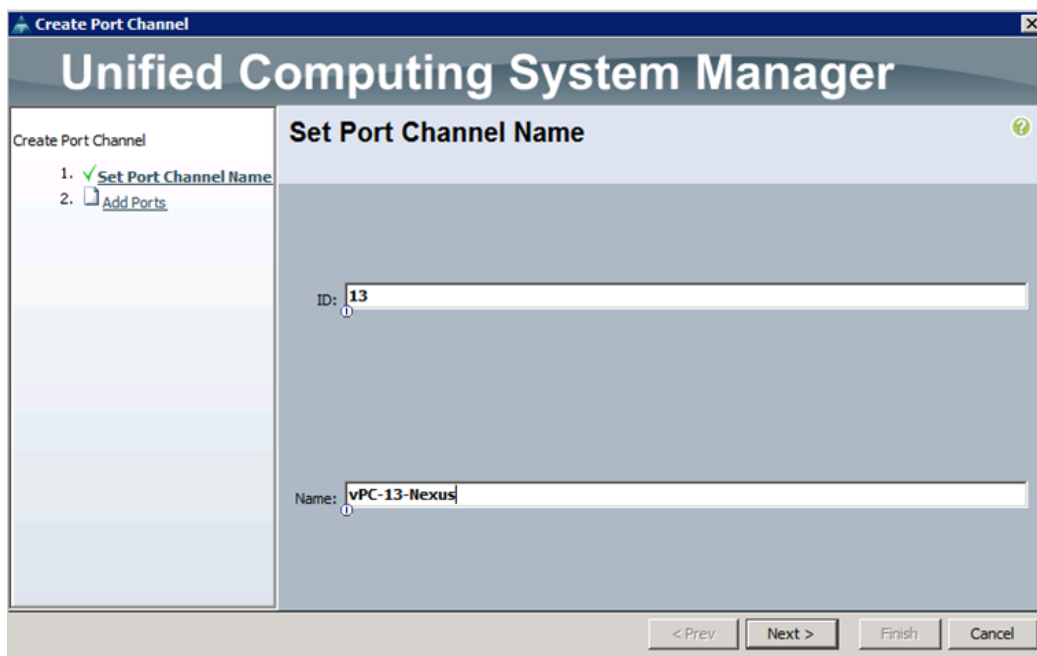 Create Port Channel
Unified Computing System Manager
Create Port Channel
1. Set Port Channel Name
2. Add Ports
Set Port Channel Name
ID: 13
Name: vPC-13-Nexus
< Prev Next > Finish Cancel